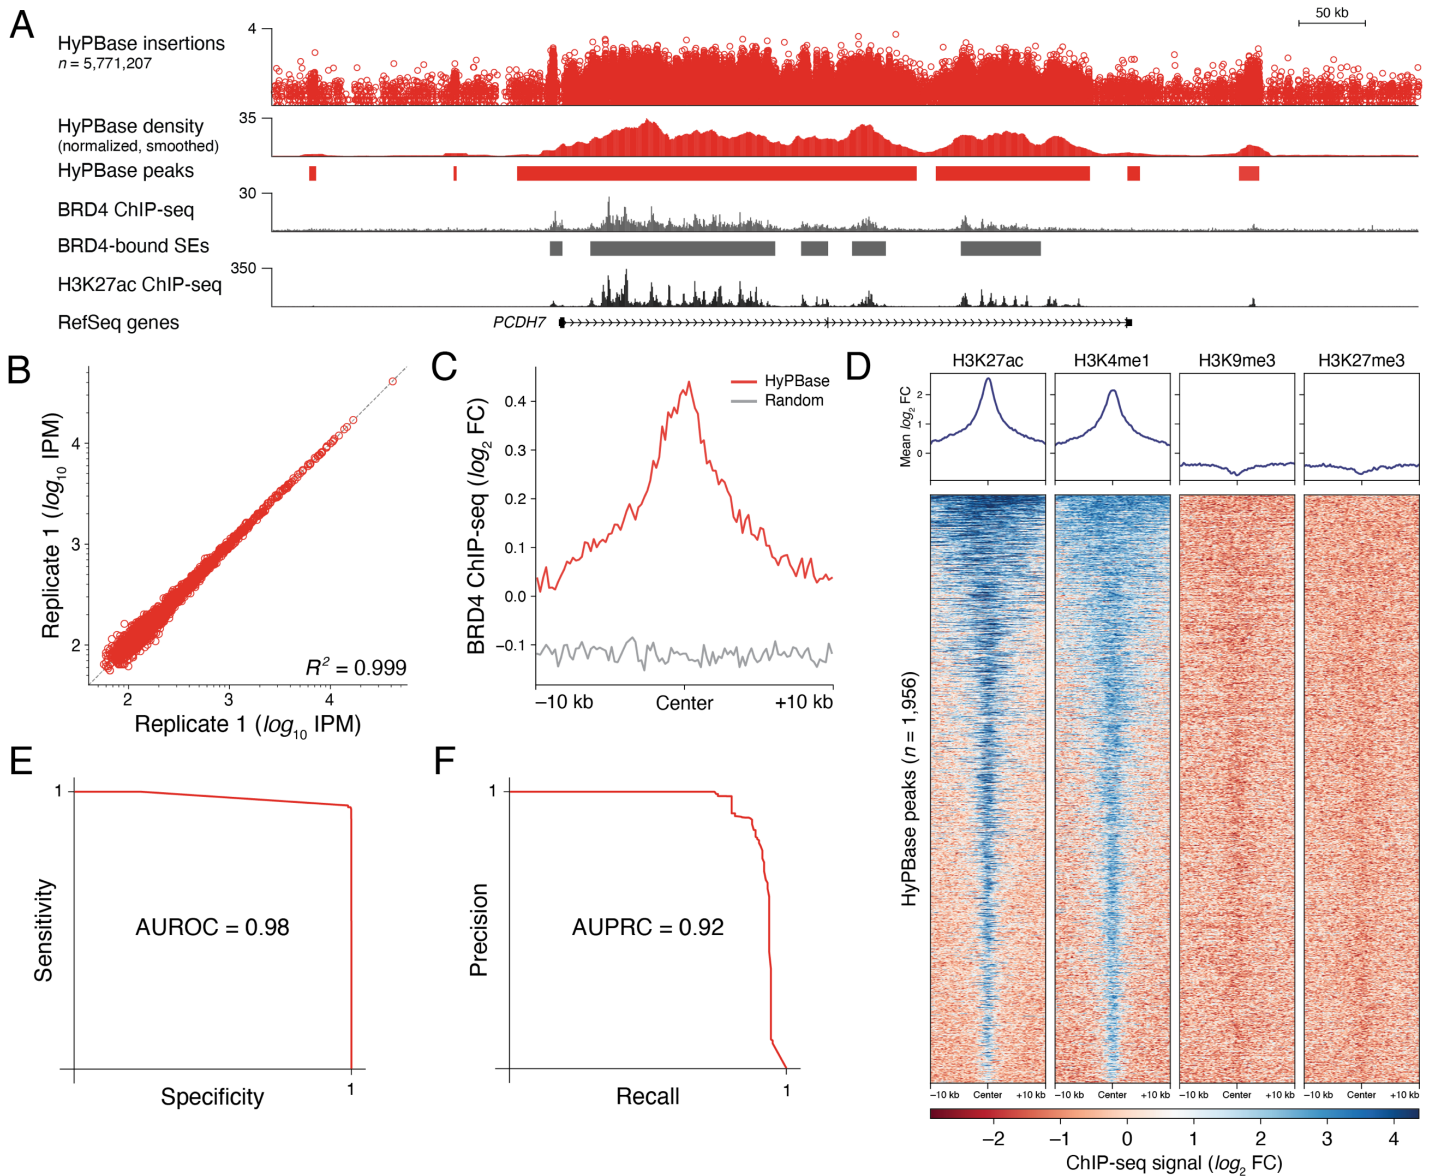 A
HyPBase insertions
n = 5,771,207
4
50 kb
HyPBase density
(normalized, smoothed)
35
HyPBase peaks
BRD4 ChIP-seq
30
BRD4-bound SEs
H3K27ac ChIP-seq
350
RefSeq genes
PCDH7
B
Replicate 1 (log10 IPM)
4
3
2
R2 = 0.999
2 3 4
Replicate 1 (log10 IPM)
C
BRD4 ChIP-seq (log2 FC)
0.4
0.3
0.2
0.1
0.0
−0.1
HyPBase
Random
−10 kb Center +10 kb
D
H3K27ac H3K4me1 H3K9me3 H3K27me3
Mean log2 FC
2
1
0
HyPBase peaks (n = 1,956)
−10 kb Center +10 kb −10 kb Center +10 kb −10 kb Center +10 kb −10 kb Center +10 kb
−2 −1 0 1 2 3 4
ChIP-seq signal (log2 FC)
E
1
Sensitivity
AUROC = 0.98
1
Specificity
F
1
Precision
AUPRC = 0.92
1
Recall